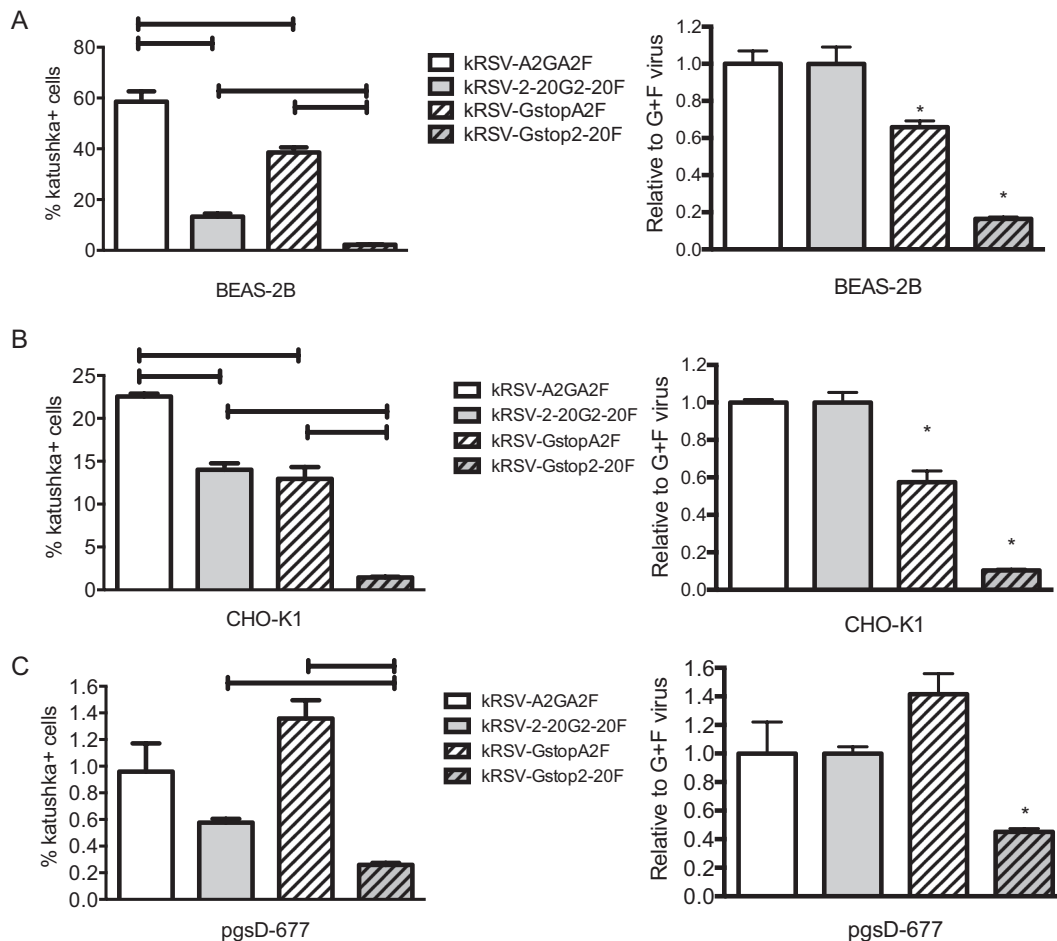 A
% katushka+ cells
80
60
40
20
0
BEAS-2B
kRSV-A2GA2F
kRSV-2-20G2-20F
kRSV-GstopA2F
kRSV-Gstop2-20F
Relative to G+F virus
1.2
1.0
0.8
0.6
0.4
0.2
0.0
*
*
BEAS-2B
B
% katushka+ cells
25
20
15
10
5
0
CHO-K1
kRSV-A2GA2F
kRSV-2-20G2-20F
kRSV-GstopA2F
kRSV-Gstop2-20F
Relative to G+F virus
1.2
1.0
0.8
0.6
0.4
0.2
0.0
*
*
CHO-K1
C
% katushka+ cells
1.6
1.4
1.2
1.0
0.8
0.6
0.4
0.2
0.0
pgsD-677
kRSV-A2GA2F
kRSV-2-20G2-20F
kRSV-GstopA2F
kRSV-Gstop2-20F
Relative to G+F virus
1.6
1.4
1.2
1.0
0.8
0.6
0.4
0.2
0.0
*
pgsD-677